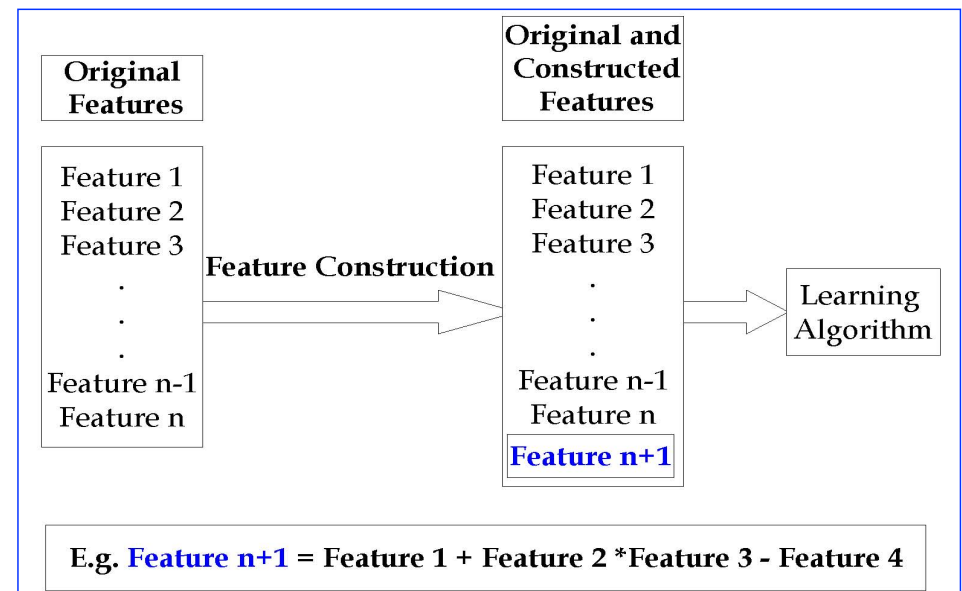 Original
Features
Original and
Constructed
Features
Feature 1
Feature 2
Feature 3
.
.
.
Feature n-1
Feature n
Feature Construction
Feature 1
Feature 2
Feature 3
.
.
.
Feature n-1
Feature n
Feature n+1
Learning
Algorithm
E.g. Feature n+1 = Feature 1 + Feature 2 *Feature 3 - Feature 4